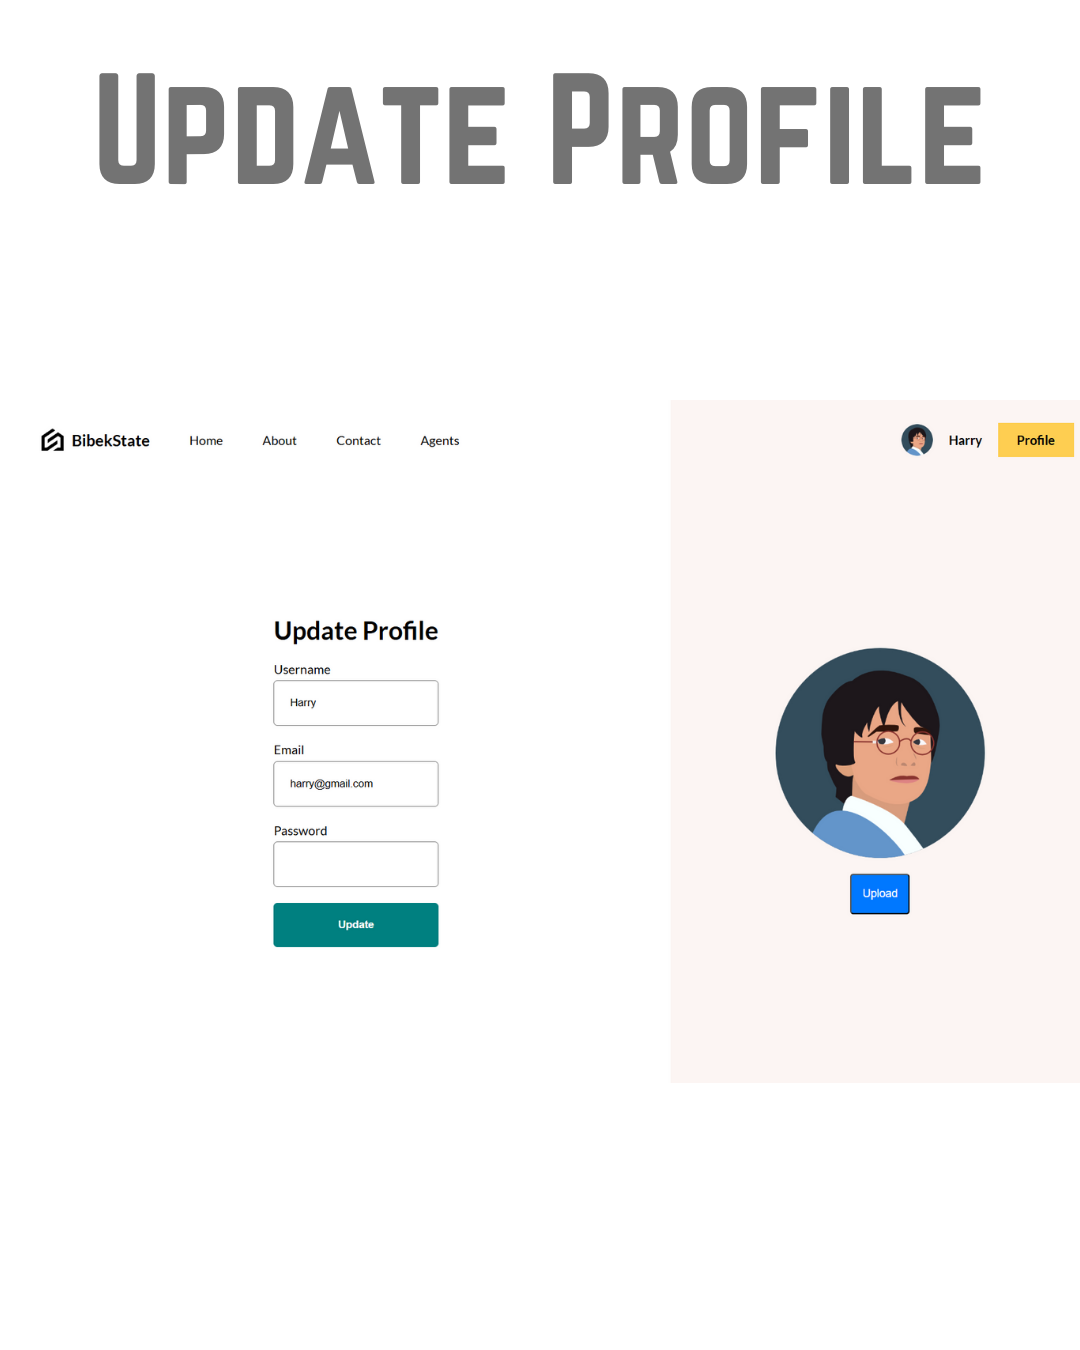 Update Profile
BibekState Home About Contact Agents Harry Profile
Update Profile
Username
Harry
Email
harry@gmail.com
Password
Update
Upload